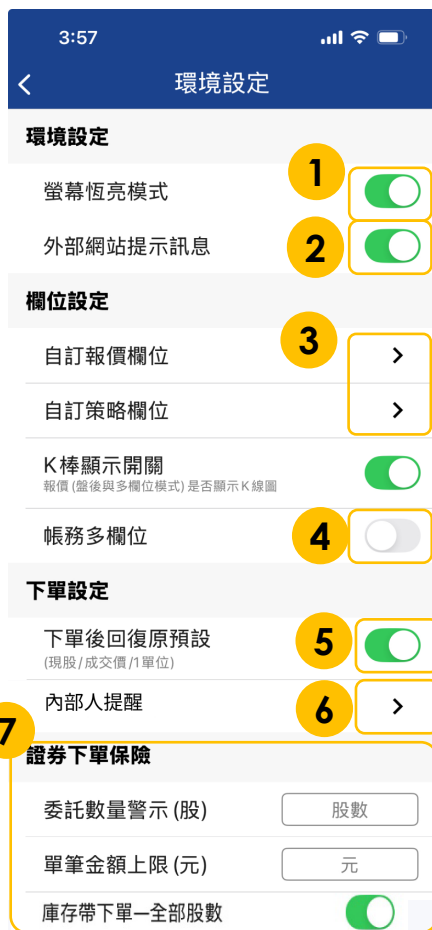 3:57
環境設定
環境設定
螢幕恆亮模式 1
外部網站提示訊息 2
欄位設定
3
自訂報價欄位
自訂策略欄位
K棒顯示開關
報價(盤後與多欄位模式)是否顯示K線圖
帳務多欄位 4
下單設定
下單後回復原預設 5
(現股/成交價/1單位)
內部人提醒 6
7
證券下單保險
委託數量警示(股) 股數
單筆金額上限(元) 元
庫存帶下單—全部股數